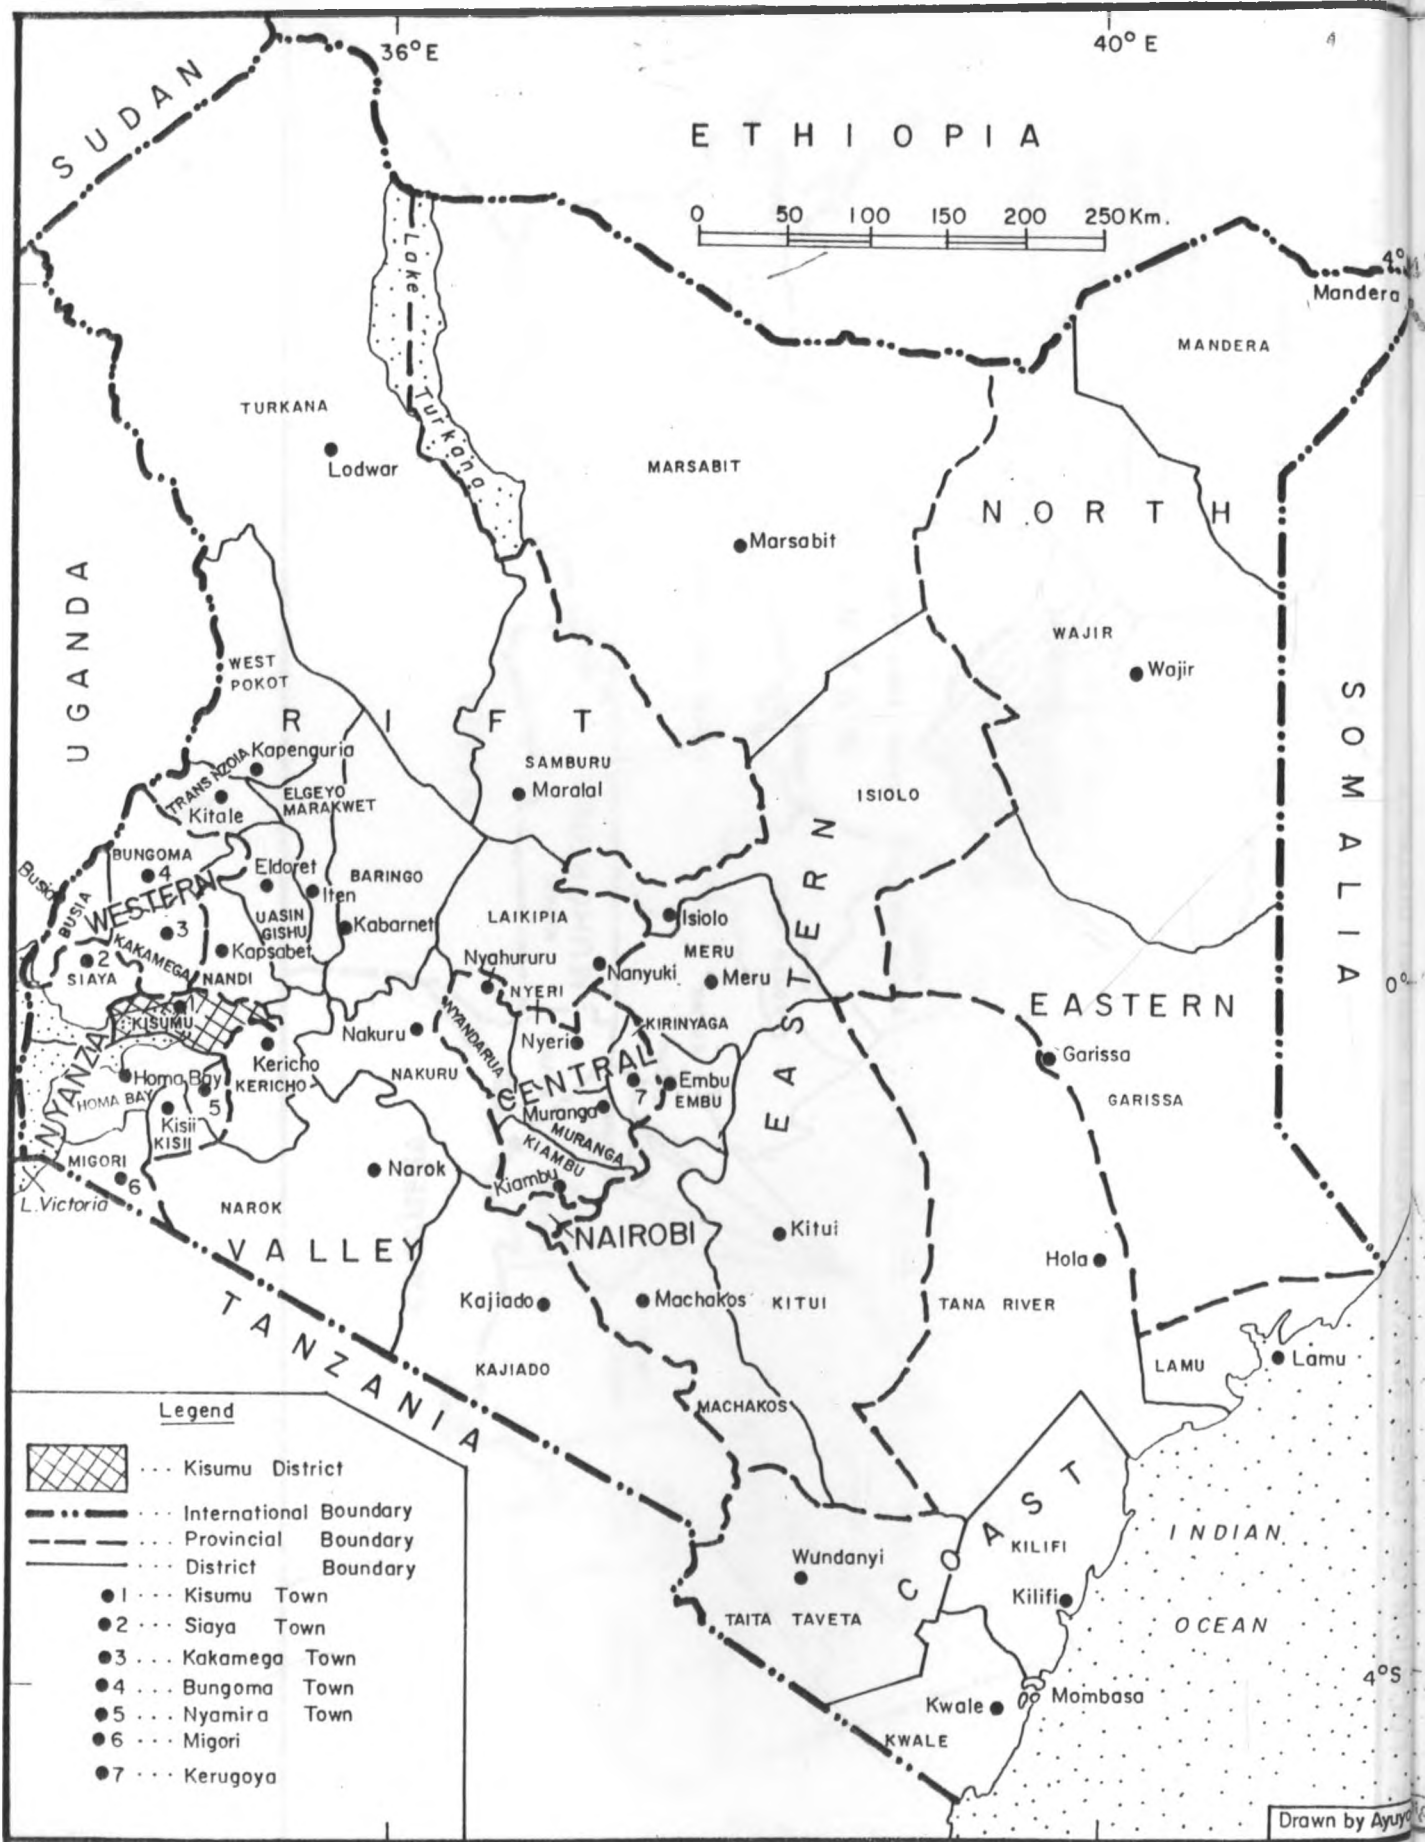 36°E
40°E
SUDAN
ETHIOPIA
0 50 100 150 200 250 Km.
Lake Turkana
4°
Mandera
MANDERA
TURKANA
Lodwar
MARSABIT
Marsabit
NORTH
UGANDA
WAJIR
Wajir
WEST
POKOT
RIFT
SOMALIA
Kapenguria
TRANS NZOIA
SAMBURU
Maralal
ELGEYO
MARAKWET
ISIOLO
Kitale
EASTERN
BUNGOMA
4
Eldoret
Iten
BARINGO
Busia
BUSIA
WESTERN
UASIN
GISHU
Kabarnet
LAIKIPIA
Isiolo
3
KAKAMEGA
Kapsabet
MERU
Meru
2
SIAYA
NANDI
Nyahururu
NYERI
Nanyuki
0°
1
KISUMU
EASTERN
Nakuru
NYANDARUA
Nyeri
KIRINYAGA
Garissa
Kericho
KERICHO
NAKURU
CENTRAL
7
Embu
EMBU
GARISSA
NYANZA
Homa Bay
HOMA BAY
5
Kisii
KISII
Muranga
MURANGA
KIAMBU
Kiambu
MIGORI
6
Narok
L. Victoria
NAROK
NAIROBI
Kitui
VALLEY
Hola
TANZANIA
Kajiado
Machakos
KITUI
TANA RIVER
KAJIADO
LAMU
Lamu
MACHAKOS
Legend
... Kisumu District
... International Boundary
... Provincial Boundary
... District Boundary
1 ... Kisumu Town
2 ... Siaya Town
3 ... Kakamega Town
4 ... Bungoma Town
5 ... Nyamira Town
6 ... Migori
7 ... Kerugoya
COAST
INDIAN
OCEAN
Wundanyi
KILIFI
Kilifi
TAITA TAVETA
4°S
Kwale
Mombasa
KWALE
Drawn by